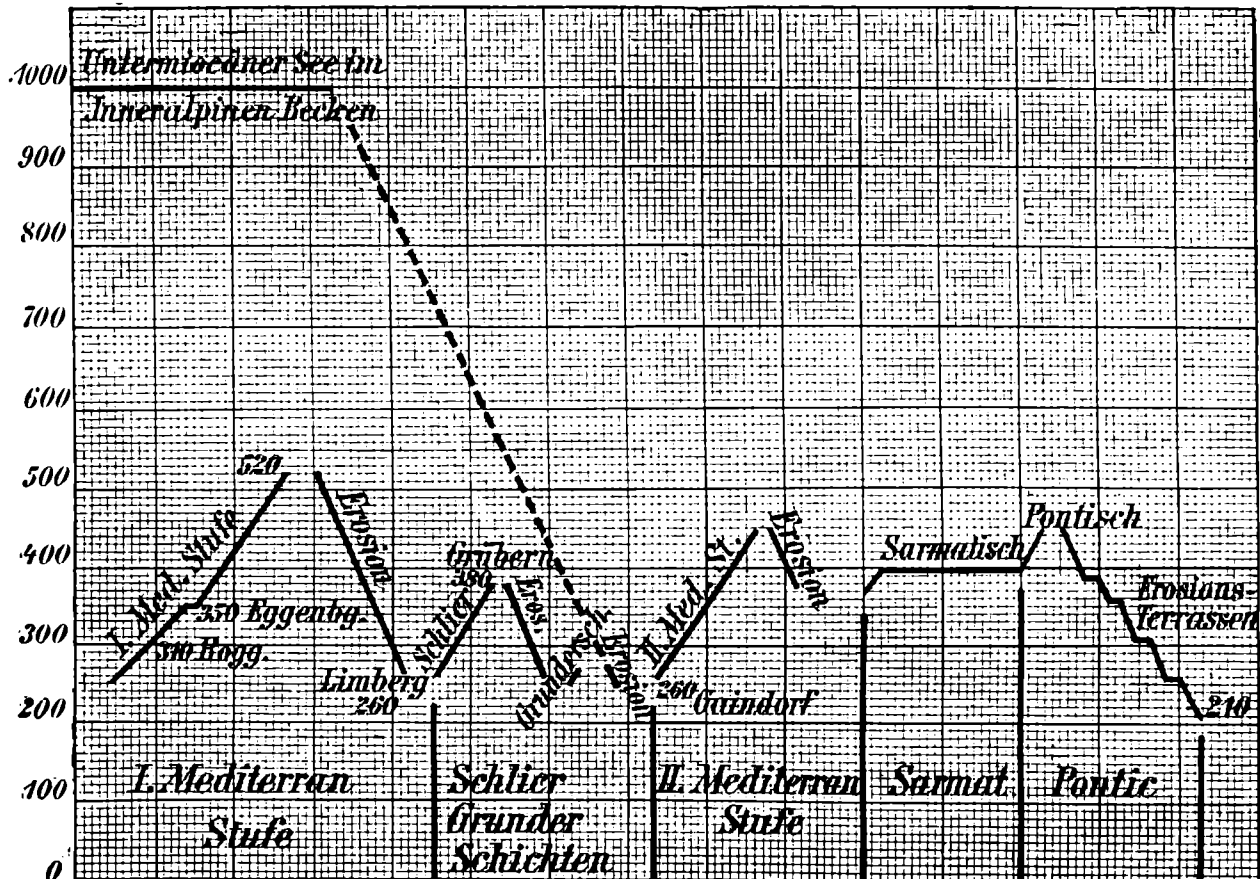 1000
Untermiocäner See im
Inneralpinen Becken
900
800
700
600
500
400
300
200
100
0
520
I. Med. Stufe
350 Eggenbg.
310 Rogg.
Erosion
Limberg
260
Schlier
Grübern
380
Eros.
Gründersch.
Erosion
II. Med. St.
260 Gaindorf
Erosion
Sarmatisch
Pontisch
Erosions-
Terrassen
210
I. Mediterran
Stufe
Schlier
Grunder
Schichten
II. Mediterran
Stufe
Sarmat
Pontic